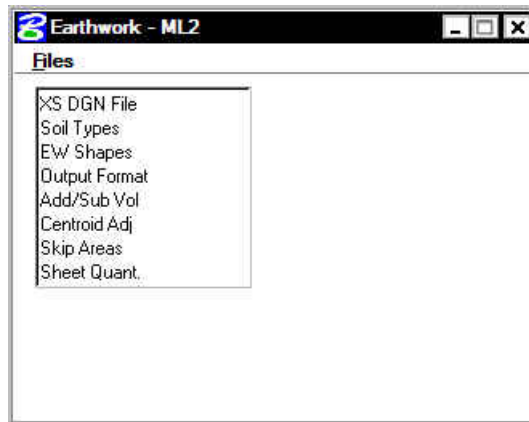 Earthwork - ML2
Files
XS DGN File
Soil Types
EW Shapes
Output Format
Add/Sub Vol
Centroid Adj
Skip Areas
Sheet Quant.